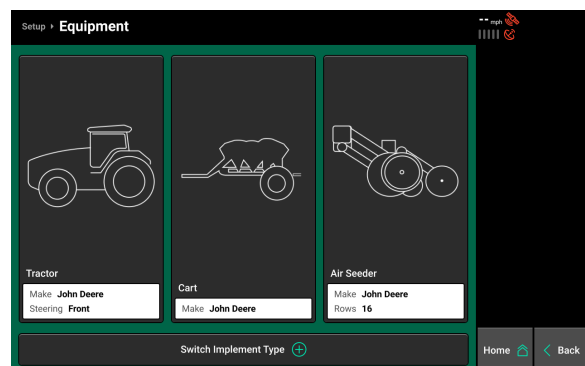 Setup › Equipment
-- mph
Tractor
Make John Deere
Steering Front
Cart
Make John Deere
Air Seeder
Make John Deere
Rows 16
Switch Implement Type
Home
Back